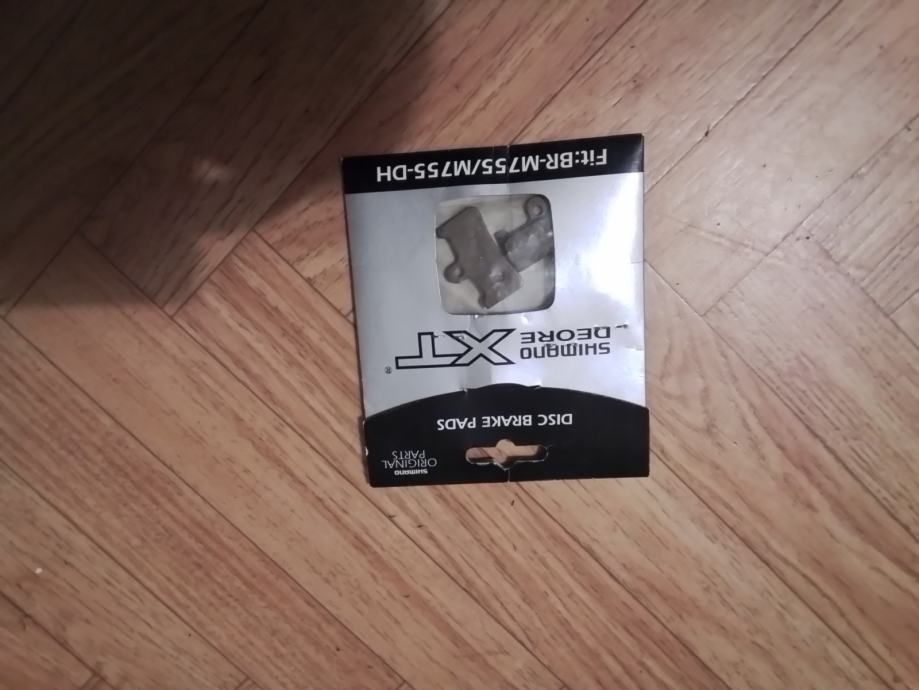 SHIMANO
ORIGINAL
PARTS
DISC BRAKE PADS
SHIMANO
DEORE
XT®
Fit:BR-M755/M755-DH